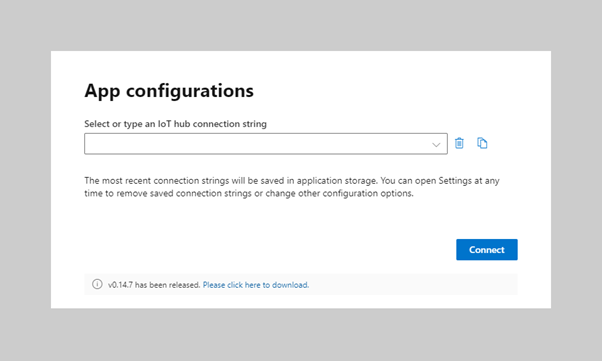 App configurations
Select or type an IoT hub connection string
The most recent connection strings will be saved in application storage. You can open Settings at any
time to remove saved connection strings or change other configuration options.
Connect
v0.14.7 has been released. Please click here to download.